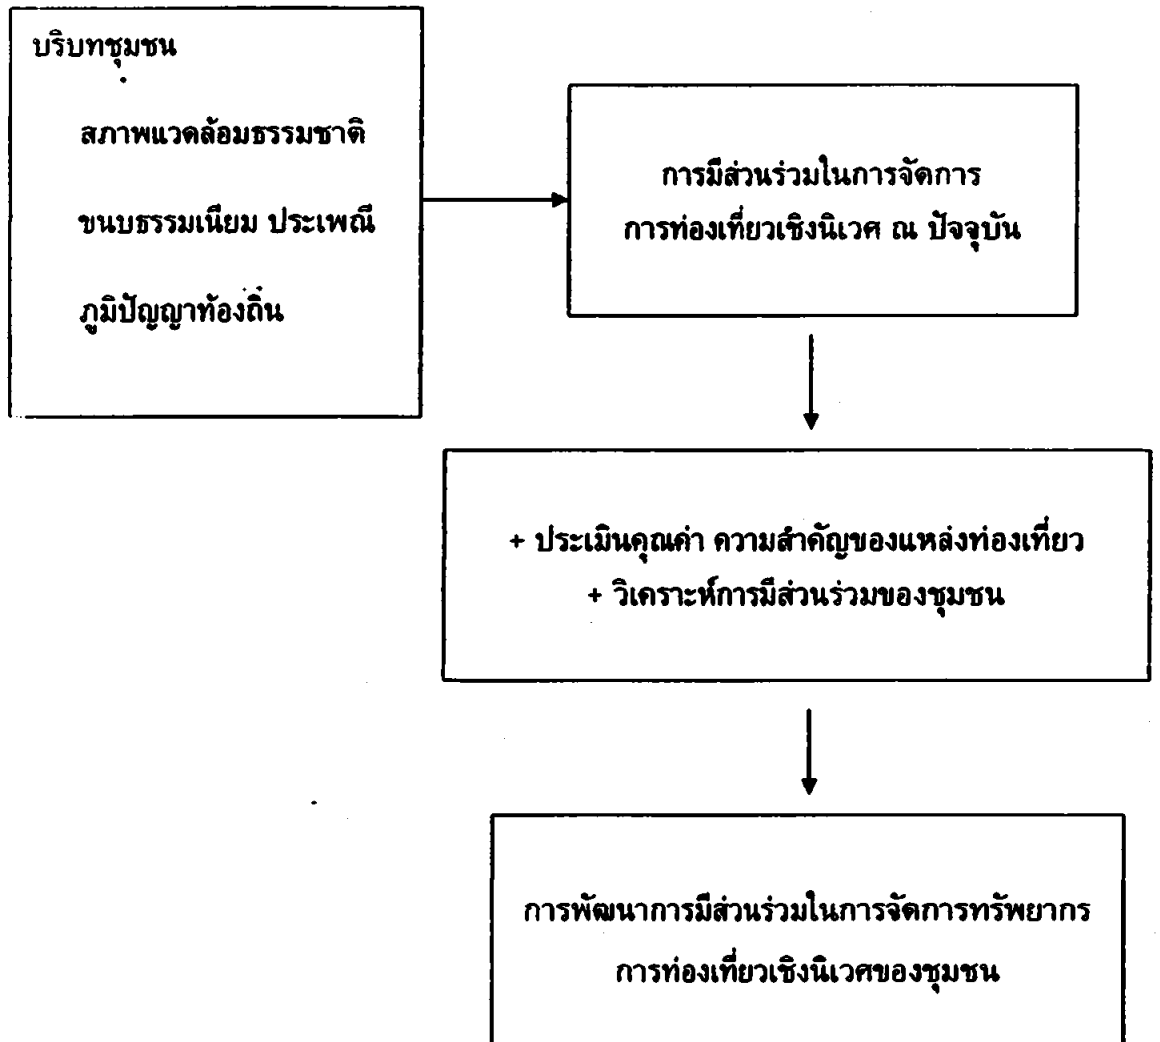 บริบทชุมชน
สภาพแวดล้อมธรรมชาติ
ขนบธรรมเนียม ประเพณี
ภูมิปัญญาท้องถิ่น
การมีส่วนร่วมในการจัดการ
การท่องเที่ยวเชิงนิเวศ ณ ปัจจุบัน
+ ประเมินคุณค่า ความสำคัญของแหล่งท่องเที่ยว
+ วิเคราะห์การมีส่วนร่วมของชุมชน
การพัฒนาการมีส่วนร่วมในการจัดการทรัพยากร
การท่องเที่ยวเชิงนิเวศของชุมชน